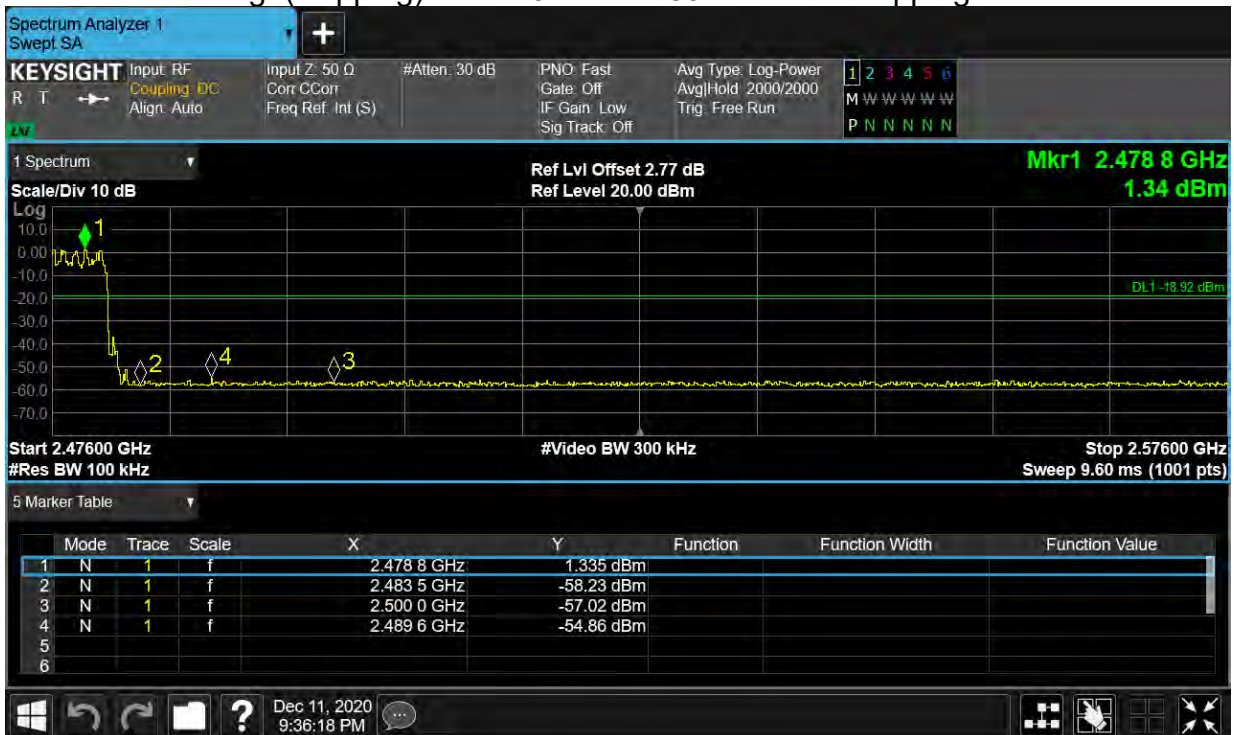 Spectrum Analyzer 1
Swept SA
+
KEYSIGHT Input: RF Input Z: 50 Ω #Atten: 30 dB PNO: Fast Avg Type: Log-Power 1 2 3 4 5 6
R T Coupling: DC Corr CCorr Gate: Off Avg|Hold: 2000/2000 M W W W W W
Align: Auto Freq Ref: Int (S) IF Gain: Low Trig: Free Run
Sig Track: Off P N N N N N
1 Spectrum Ref Lvl Offset 2.77 dB Mkr1 2.478 8 GHz
Scale/Div 10 dB Ref Level 20.00 dBm 1.34 dBm
Log
10.0 1
0.00
-10.0
DL1 -18.92 dBm
-20.0
-30.0
-40.0
-50.0 2 4 3
-60.0
-70.0
Start 2.47600 GHz #Video BW 300 kHz Stop 2.57600 GHz
#Res BW 100 kHz Sweep 9.60 ms (1001 pts)
5 Marker Table
Mode Trace Scale X Y Function Function Width Function Value
1 N 1 f 2.478 8 GHz 1.335 dBm
2 N 1 f 2.483 5 GHz -58.23 dBm
3 N 1 f 2.500 0 GHz -57.02 dBm
4 N 1 f 2.489 6 GHz -54.86 dBm
5
6
? Dec 11, 2020
9:36:18 PM